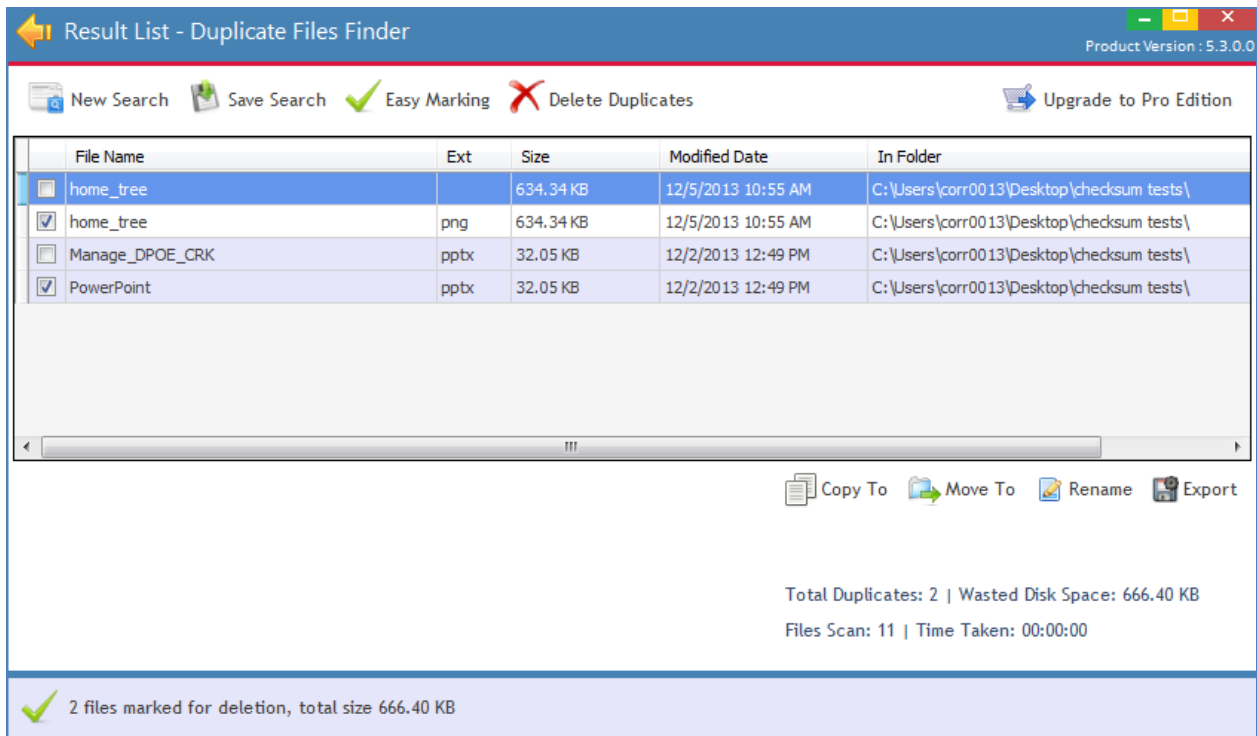 Result List - Duplicate Files Finder
Product Version : 5.3.0.0
New Search Save Search Easy Marking Delete Duplicates Upgrade to Pro Edition
File Name Ext Size Modified Date In Folder
home_tree 634.34 KB 12/5/2013 10:55 AM C:\Users\corr0013\Desktop\checksum tests\
home_tree png 634.34 KB 12/5/2013 10:55 AM C:\Users\corr0013\Desktop\checksum tests\
Manage_DPOE_CRK pptx 32.05 KB 12/2/2013 12:49 PM C:\Users\corr0013\Desktop\checksum tests\
PowerPoint pptx 32.05 KB 12/2/2013 12:49 PM C:\Users\corr0013\Desktop\checksum tests\
Copy To Move To Rename Export
Total Duplicates: 2 | Wasted Disk Space: 666.40 KB
Files Scan: 11 | Time Taken: 00:00:00
2 files marked for deletion, total size 666.40 KB